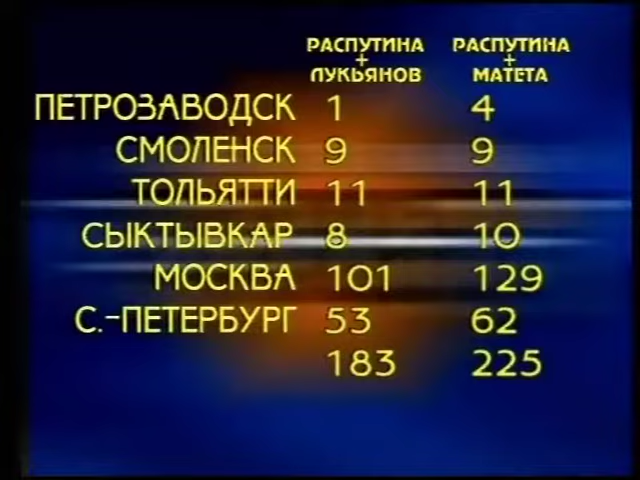 РАСПУТИНА РАСПУТИНА
+ +
ЛУКЬЯНОВ МАТЕТА
ПЕТРОЗАВОДСК 1 4
СМОЛЕНСК 9 9
ТОЛЬЯТТИ 11 11
СЫКТЫВКАР 8 10
МОСКВА 101 129
С.-ПЕТЕРБУРГ 53 62
183 225